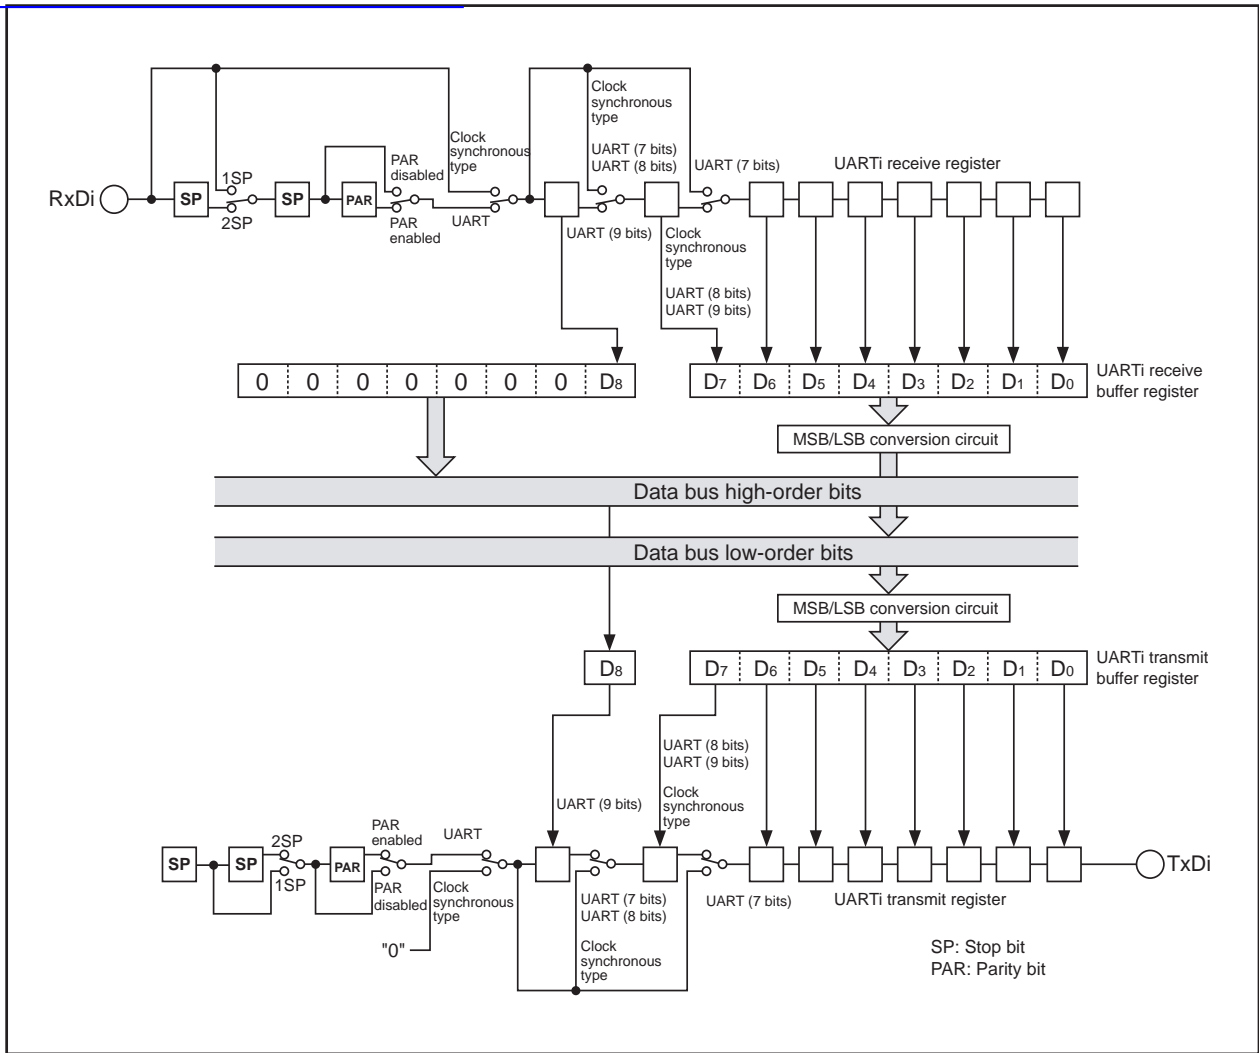 Clock
synchronous
type
UART (7 bits)
UART (8 bits)
Clock
synchronous
type
PAR
disabled
UART (7 bits)
UARTi receive register
1SP
RxDi
SP
SP
PAR
2SP
PAR
enabled
UART
UART (9 bits)
Clock
synchronous
type
UART (8 bits)
UART (9 bits)
0 0 0 0 0 0 0 D8
D7 D6 D5 D4 D3 D2 D1 D0
UARTi receive
buffer register
MSB/LSB conversion circuit
Data bus high-order bits
Data bus low-order bits
MSB/LSB conversion circuit
D8
D7 D6 D5 D4 D3 D2 D1 D0
UARTi transmit
buffer register
UART (8 bits)
UART (9 bits)
Clock
synchronous
type
UART (9 bits)
PAR
enabled
2SP
UART
SP
SP
PAR
TxDi
1SP
PAR
disabled
Clock
synchronous
type
"0"
UART (7 bits)
UART (8 bits)
Clock
synchronous
type
UART (7 bits)
UARTi transmit register
SP: Stop bit
PAR: Parity bit